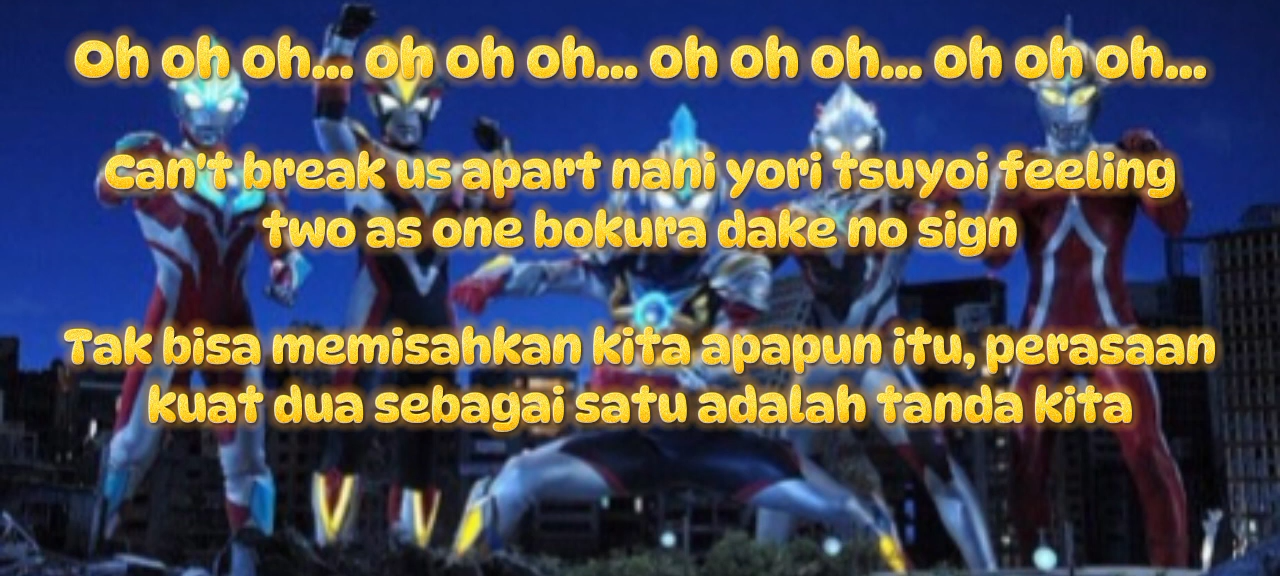 Oh oh oh... oh oh oh... oh oh oh... oh oh oh...
Can't break us apart nani yori tsuyoi feeling
two as one bokura dake no sign
Tak bisa memisahkan kita apapun itu, perasaan
kuat dua sebagai satu adalah tanda kita